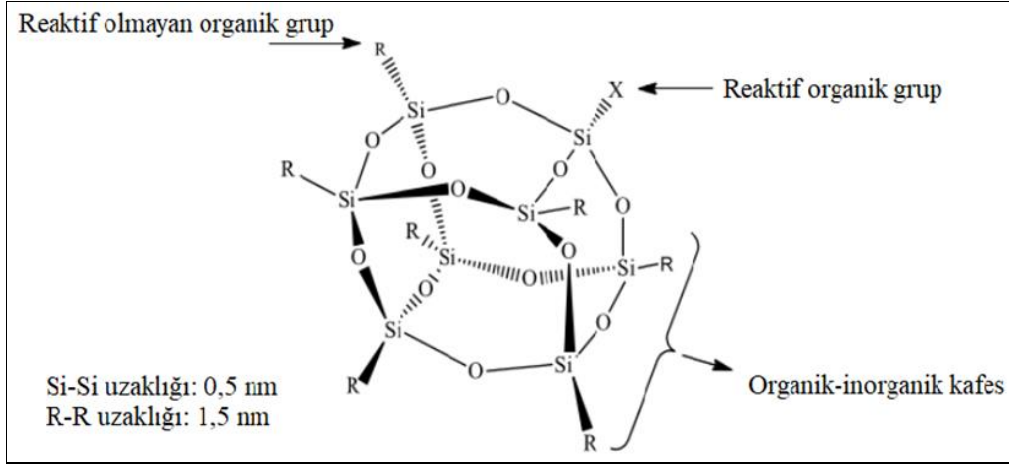 Reaktif olmayan organik grup
R
X
Reaktif organik grup
Si
O
Si
O
O
O
R
Si
O
Si
R
O
R
Si
O
O
O
Si
R
O
O
Si
O
Si
R
R
Organik-inorganik kafes
Si-Si uzaklığı: 0,5 nm
R-R uzaklığı: 1,5 nm